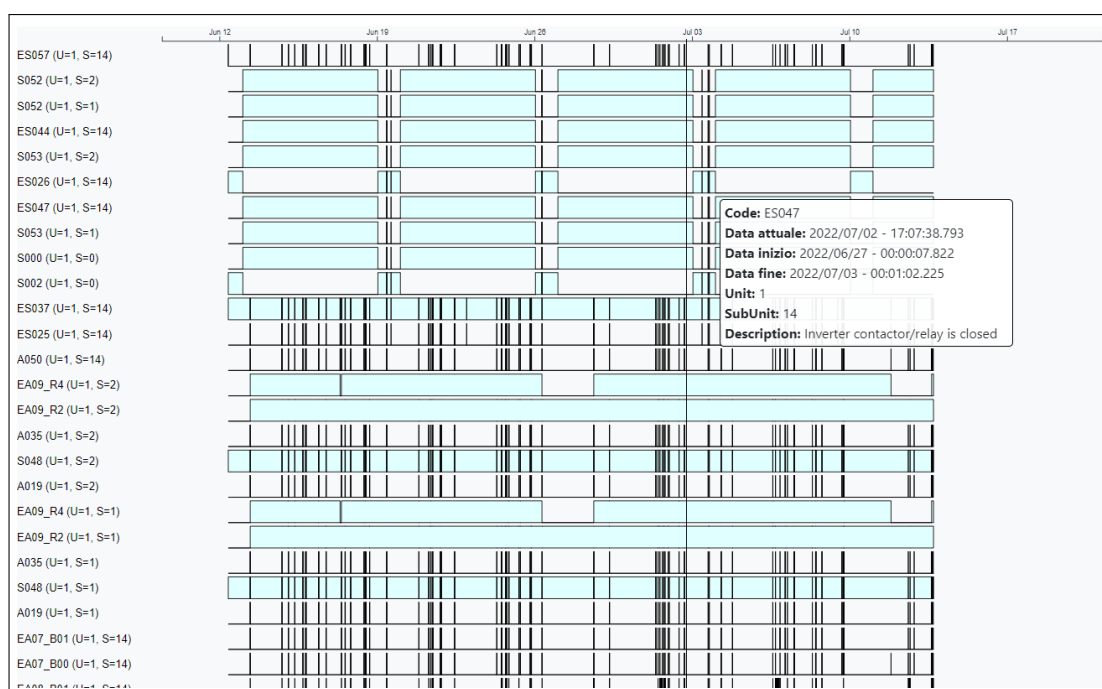 Jun 12 Jun 19 Jun 26 Jul 03 Jul 10 Jul 17
ES057 (U=1, S=14)
S052 (U=1, S=2)
S052 (U=1, S=1)
ES044 (U=1, S=14)
S053 (U=1, S=2)
ES026 (U=1, S=14)
ES047 (U=1, S=14)
S053 (U=1, S=1)
S000 (U=1, S=0)
S002 (U=1, S=0)
ES037 (U=1, S=14)
ES025 (U=1, S=14)
A050 (U=1, S=14)
EA09_R4 (U=1, S=2)
EA09_R2 (U=1, S=2)
A035 (U=1, S=2)
S048 (U=1, S=2)
A019 (U=1, S=2)
EA09_R4 (U=1, S=1)
EA09_R2 (U=1, S=1)
A035 (U=1, S=1)
S048 (U=1, S=1)
A019 (U=1, S=1)
EA07_B01 (U=1, S=14)
EA07_B00 (U=1, S=14)
EA08_B01 (U=1, S=14)
Code: ES047
Data attuale: 2022/07/02 - 17:07:38.793
Data inizio: 2022/06/27 - 00:00:07.822
Data fine: 2022/07/03 - 00:01:02.225
Unit: 1
SubUnit: 14
Description: Inverter contactor/relay is closed